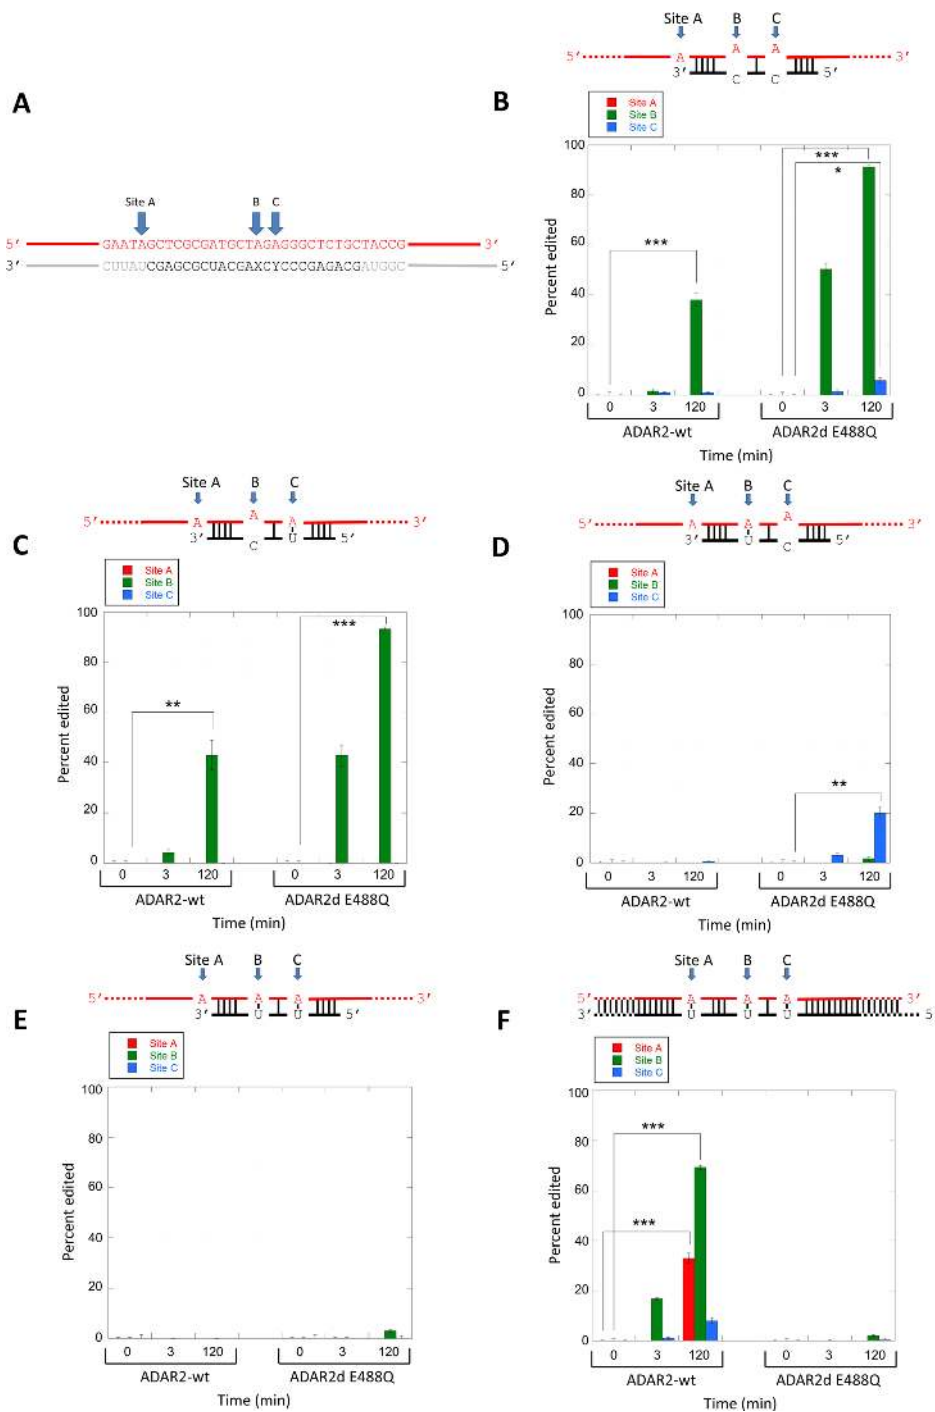 A
Site A B C
5' GAATAGCTCGCGATGCTAGAGGGCTCTGCTACCG 3'
3' CUUAUCGAGCGCUACGAXCYCCCGAGACGAUGGC 5'
B
Site A B C
5' A A A 3'
3' C C 5'
Site A
Site B
Site C
Percent edited
100
80
60
40
20
0
***
***
*
0 3 120 0 3 120
ADAR2-wt ADAR2d E488Q
Time (min)
C
Site A B C
5' A A A 3'
3' C U 5'
Site A
Site B
Site C
Percent edited
100
80
60
40
20
0
**
***
0 3 120 0 3 120
ADAR2-wt ADAR2d E488Q
Time (min)
D
Site A B C
5' A A A 3'
3' U C 5'
Site A
Site B
Site C
Percent edited
100
80
60
40
20
0
**
0 3 120 0 3 120
ADAR2-wt ADAR2d E488Q
Time (min)
E
Site A B C
5' A A A 3'
3' U U 5'
Site A
Site B
Site C
Percent edited
100
80
60
40
20
0
0 3 120 0 3 120
ADAR2-wt ADAR2d E488Q
Time (min)
F
Site A B C
5' A A A 3'
3' U U U 5
Site A
Site B
Site C
Percent edited
100
80
60
40
20
0
***
***
0 3 120 0 3 120
ADAR2-wt ADAR2d E488Q
Time (min)